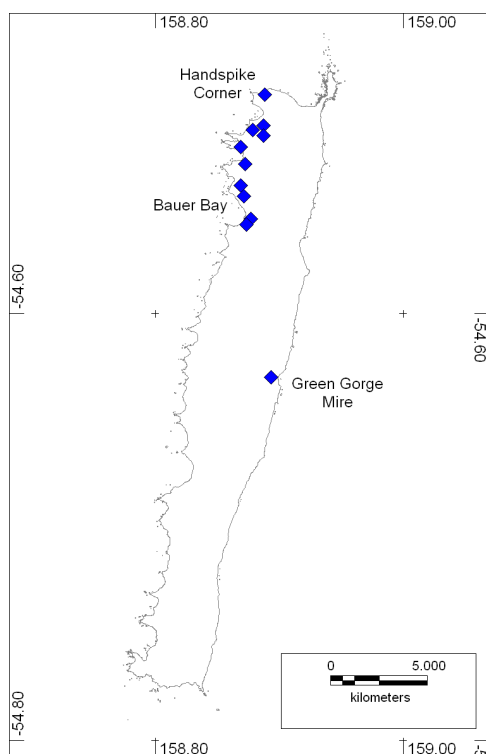 158.80
159.00
Handspike
Corner
Bauer Bay
-54.60
-54.60
Green Gorge
Mire
0 5.000
kilometers
-54.80
158.80
159.00